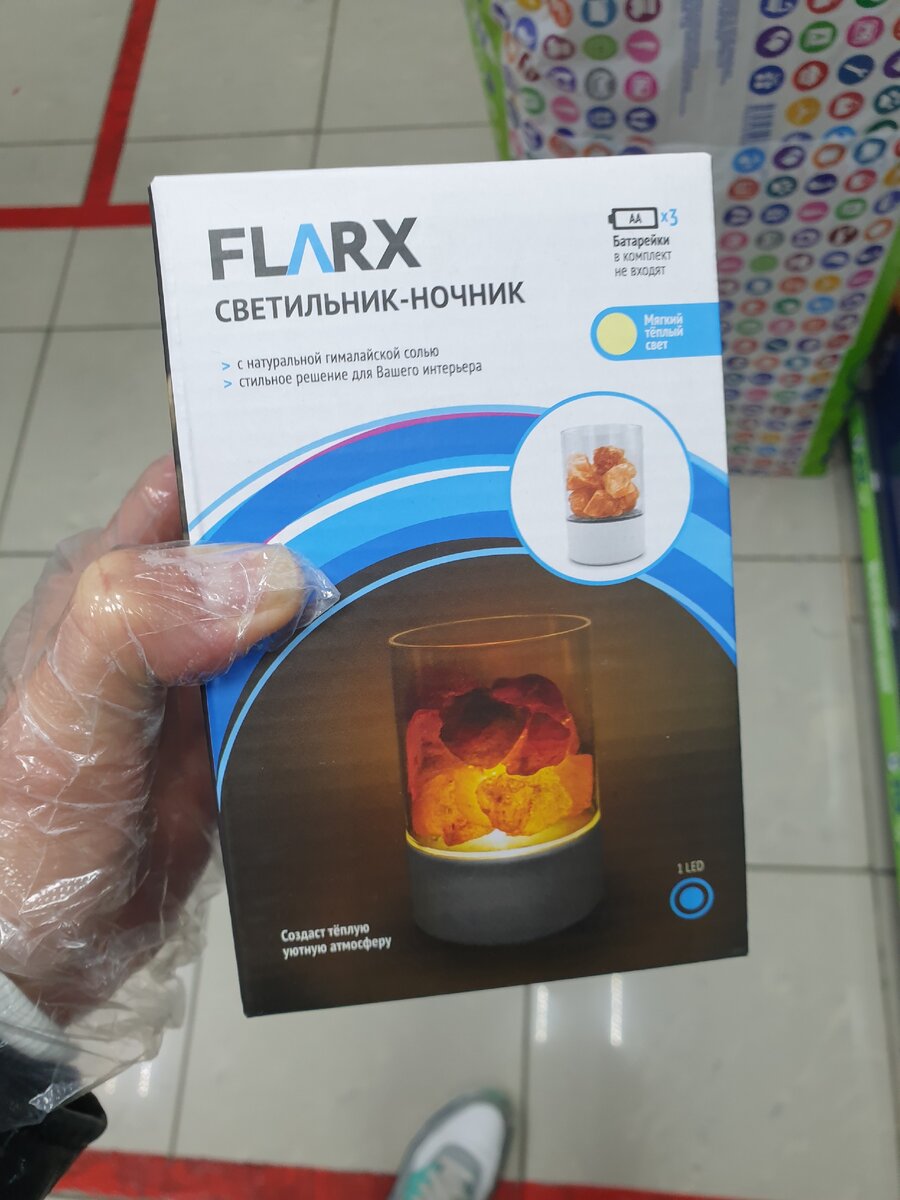 FLARX
СВЕТИЛЬНИК-НОЧНИК
> с натуральной гималайской солью
> стильное решение для Вашего интерьера
AA x3
Батарейки
в комплект
не входят
Мягкий
тёплый
свет
1 LED
Создаст тёплую
уютную атмосферу